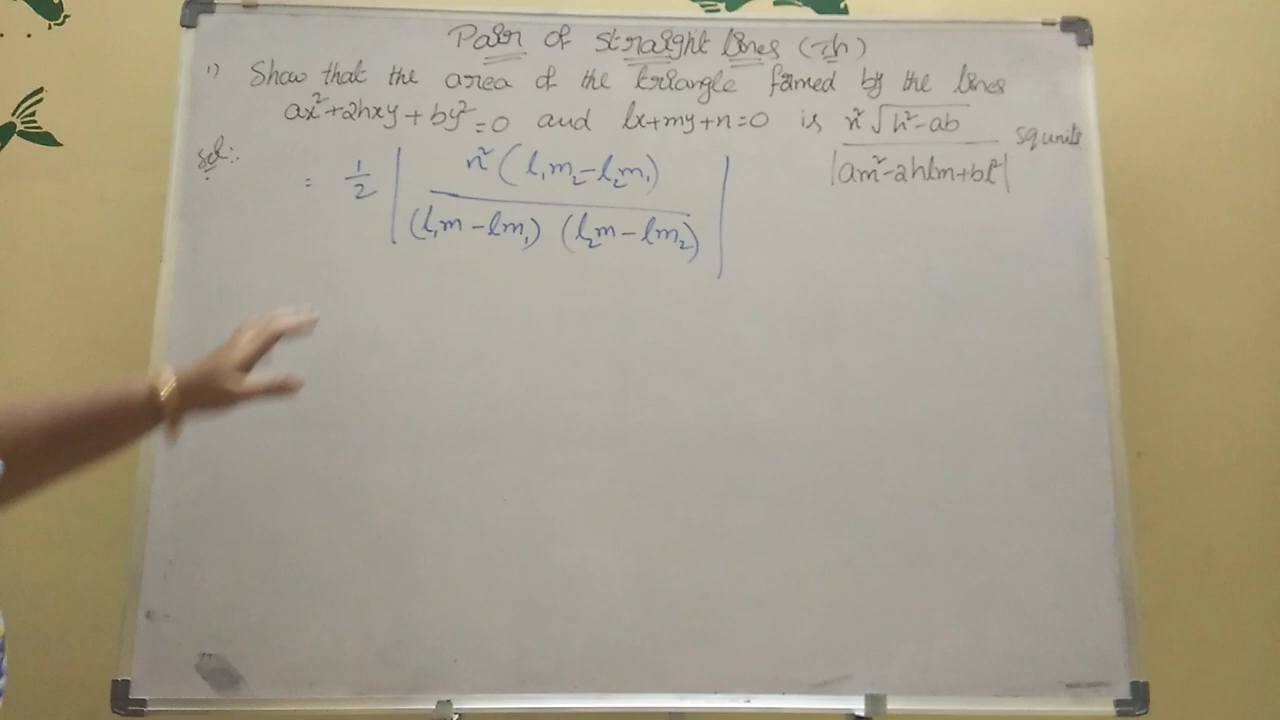 Pair of straight lines (Th)
1) Show that the area of the triangle formed by the lines
ax²+2hxy+by²=0 and lx+my+n=0 is n²√h²-ab / |am²-2hlm+bl²| sq units
Sol:
= 1/2 | n²(l₁m₂-l₂m₁) / (l₁m-lm₁) (l₂m-lm₂) |